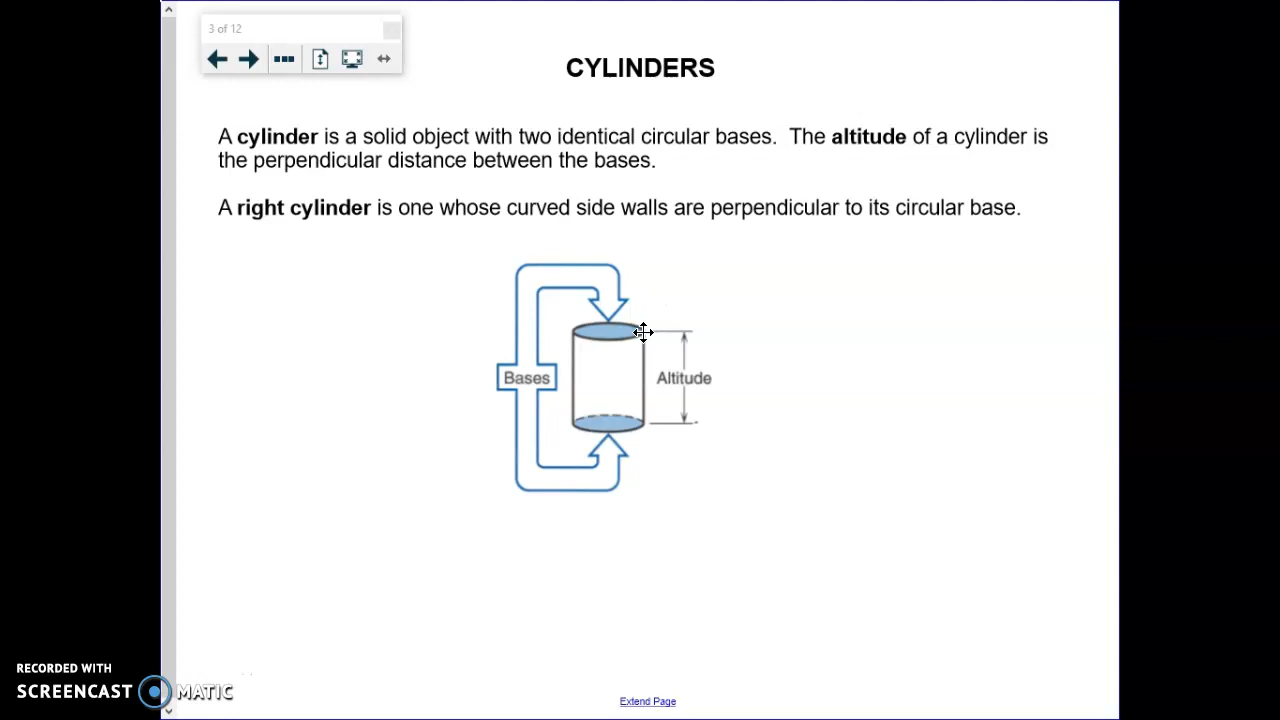 3 of 12
CYLINDERS
A cylinder is a solid object with two identical circular bases. The altitude of a cylinder is
the perpendicular distance between the bases.
A right cylinder is one whose curved side walls are perpendicular to its circular base.
Bases
Altitude
RECORDED WITH
SCREENCAST MATIC
Extend Page